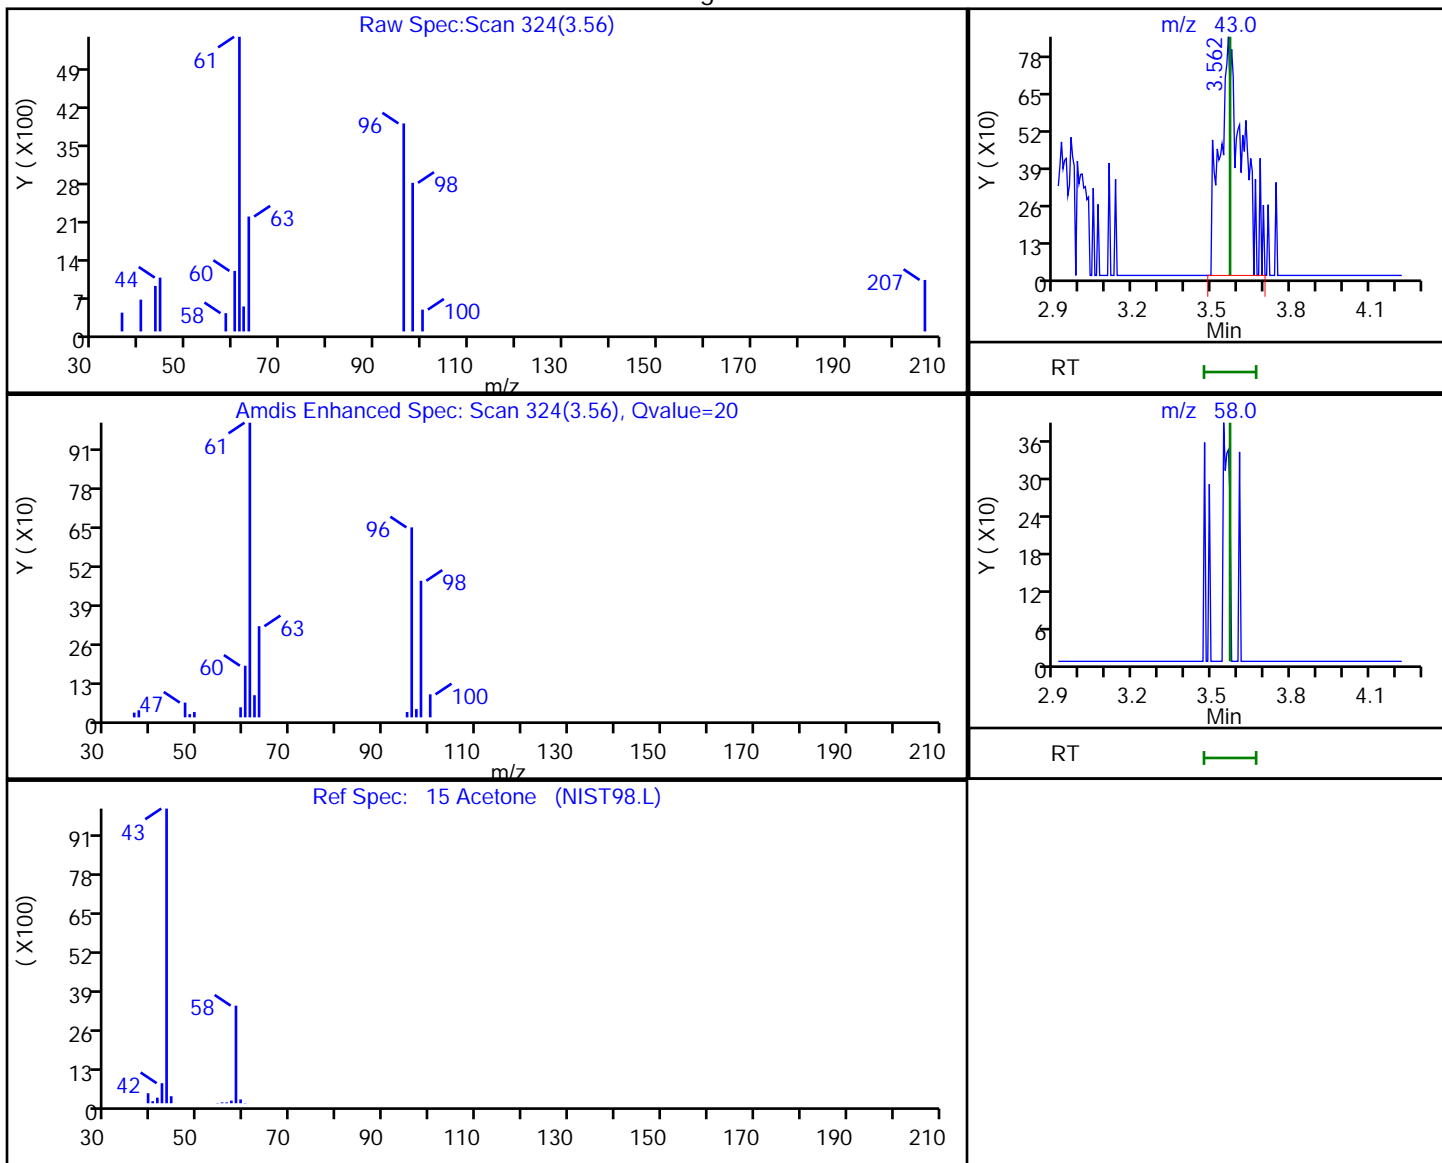 Raw Spec:Scan 324(3.56)
Y ( X100)
49
42
35
28
21
14
7
0
61
96
98
63
60
44
58
100
207
30 50 70 90 110 130 150 170 190 210
m/z
m/z 43.0
Y ( X10)
78
65
52
39
26
13
0
3.562
2.9 3.2 3.5 3.8 4.1
Min
RT
Amdis Enhanced Spec: Scan 324(3.56), Qvalue=20
Y ( X10)
91
78
65
52
39
26
13
0
61
96
98
63
60
47
100
30 50 70 90 110 130 150 170 190 210
m/z
m/z 58.0
Y ( X10)
36
30
24
18
12
6
0
2.9 3.2 3.5 3.8 4.1
Min
RT
Ref Spec: 15 Acetone (NIST98.L)
( X100)
91
78
65
52
39
26
13
0
43
58
42
30 50 70 90 110 130 150 170 190 210